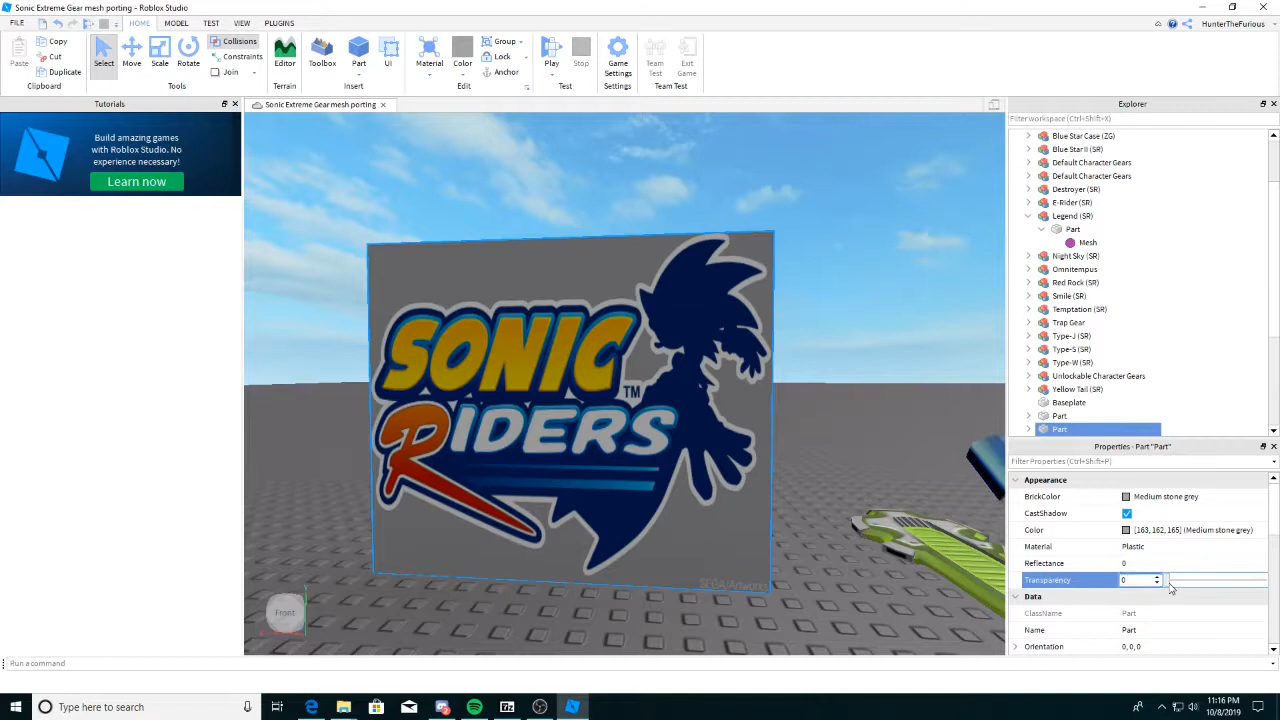 Sonic Extreme Gear mesh porting - Roblox Studio
FILE HOME MODEL TEST VIEW PLUGINS HunterTheFurious
Paste Copy Cut Duplicate Select Move Scale Rotate Collisions Constraints Join Editor Toolbox Part UI Material Color Group Lock Anchor Play Stop Game Settings Team Test Exit Game
Clipboard Tools Terrain Insert Edit Test Settings Team Test
Tutorials
Build amazing games
with Roblox Studio. No
experience necessary!
Learn now
Sonic Extreme Gear mesh porting
SONIC
TM
RIDERS
SEGA/Artworks
Front
Explorer
Filter workspace (Ctrl+Shift+X)
Blue Star Case (ZG)
Blue Star II (SR)
Default Character Gears
Default Character Gears
Destroyer (SR)
E-Rider (SR)
Legend (SR)
Part
Mesh
Night Sky (SR)
Omnitempus
Red Rock (SR)
Smile (SR)
Temptation (SR)
Trap Gear
Type-J (SR)
Type-S (SR)
Type-W (SR)
Unlockable Character Gears
Yellow Tail (SR)
Baseplate
Part
Part
Properties - Part "Part"
Filter Properties (Ctrl+Shift+P)
Appearance
BrickColor Medium stone grey
CastShadow
Color [163, 162, 165] (Medium stone grey)
Material Plastic
Reflectance 0
Transparency 0
Data
ClassName Part
Name Part
Orientation 0, 0, 0
Run a command
Type here to search
11:16 PM
10/8/2019